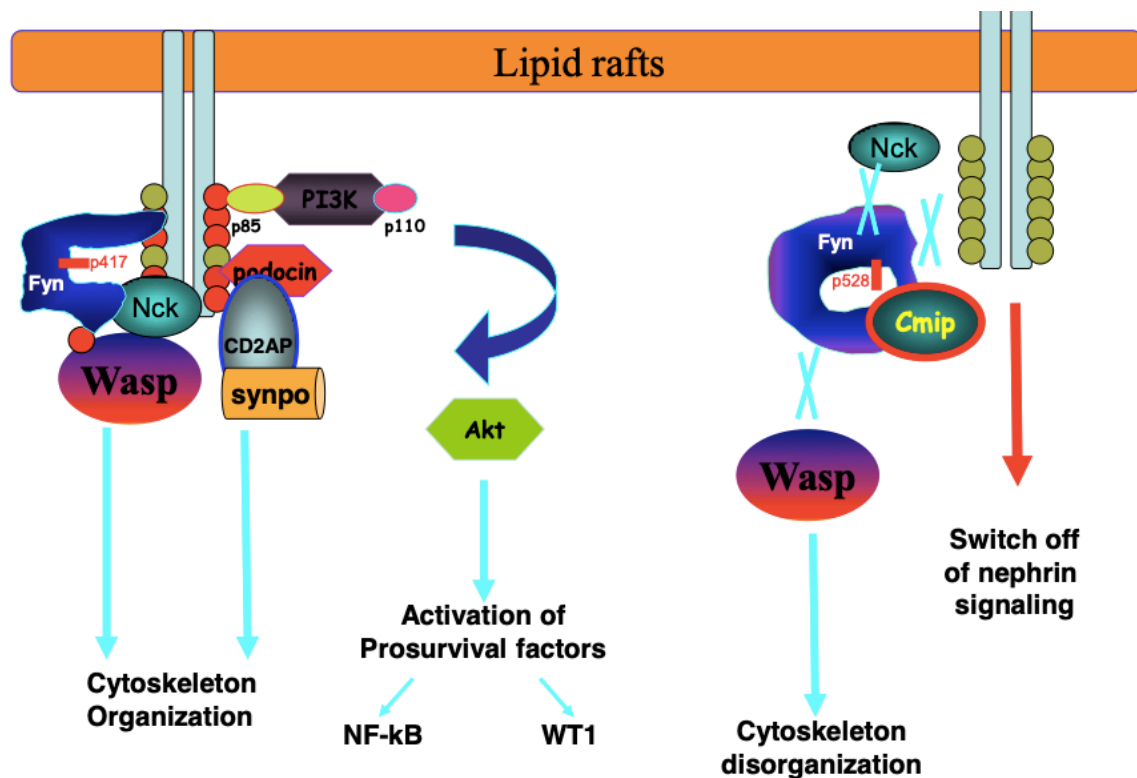 Lipid rafts
Nck
PI3K
p85
p110
Fyn
p417
podocin
Nck
CD2AP
Wasp
synpo
Akt
Fyn
p528
Cmip
Wasp
Switch off
of nephrin
signaling
Activation of
Prosurvival factors
Cytoskeleton
Organization
NF-kB
WT1
Cytoskeleton
disorganization